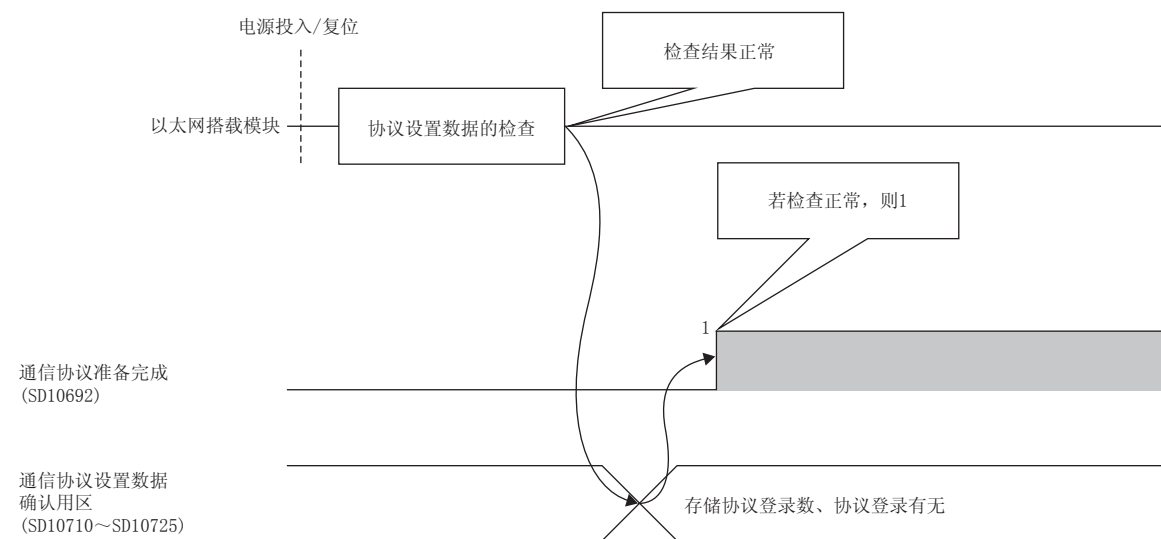 电源投入/复位
检查结果正常
以太网搭载模块
协议设置数据的检查
若检查正常，则1
1
通信协议准备完成
(SD10692)
通信协议设置数据
确认用区
(SD10710～SD10725)
存储协议登录数、协议登录有无